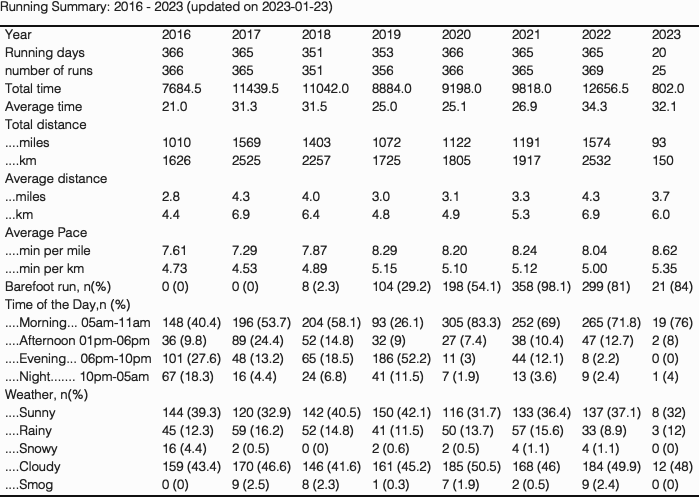 Running Summary: 2016 - 2023 (updated on 2023-01-23)
Year 2016 2017 2018 2019 2020 2021 2022 2023
Running days 366 365 351 353 366 365 365 20
number of runs 366 365 351 356 366 365 369 25
Total time 7684.5 11439.5 11042.0 8884.0 9198.0 9818.0 12656.5 802.0
Average time 21.0 31.3 31.5 25.0 25.1 26.9 34.3 32.1
Total distance
....miles 1010 1569 1403 1072 1122 1191 1574 93
....km 1626 2525 2257 1725 1805 1917 2532 150
Average distance
...miles 2.8 4.3 4.0 3.0 3.1 3.3 4.3 3.7
...km 4.4 6.9 6.4 4.8 4.9 5.3 6.9 6.0
Average Pace
....min per mile 7.61 7.29 7.87 8.29 8.20 8.24 8.04 8.62
....min per km 4.73 4.53 4.89 5.15 5.10 5.12 5.00 5.35
Barefoot run, n(%) 0 (0) 0 (0) 8 (2.3) 104 (29.2) 198 (54.1) 358 (98.1) 299 (81) 21 (84)
Time of the Day,n (%)
....Morning... 05am-11am 148 (40.4) 196 (53.7) 204 (58.1) 93 (26.1) 305 (83.3) 252 (69) 265 (71.8) 19 (76)
....Afternoon 01pm-06pm 36 (9.8) 89 (24.4) 52 (14.8) 32 (9) 27 (7.4) 38 (10.4) 47 (12.7) 2 (8)
....Evening... 06pm-10pm 101 (27.6) 48 (13.2) 65 (18.5) 186 (52.2) 11 (3) 44 (12.1) 8 (2.2) 0 (0)
....Night....... 10pm-05am 67 (18.3) 16 (4.4) 24 (6.8) 41 (11.5) 7 (1.9) 13 (3.6) 9 (2.4) 1 (4)
Weather, n(%)
....Sunny 144 (39.3) 120 (32.9) 142 (40.5) 150 (42.1) 116 (31.7) 133 (36.4) 137 (37.1) 8 (32)
....Rainy 45 (12.3) 59 (16.2) 52 (14.8) 41 (11.5) 50 (13.7) 57 (15.6) 33 (8.9) 3 (12)
....Snowy 16 (4.4) 2 (0.5) 0 (0) 2 (0.6) 2 (0.5) 4 (1.1) 4 (1.1) 0 (0)
....Cloudy 159 (43.4) 170 (46.6) 146 (41.6) 161 (45.2) 185 (50.5) 168 (46) 184 (49.9) 12 (48)
....Smog 0 (0) 9 (2.5) 8 (2.3) 1 (0.3) 7 (1.9) 2 (0.5) 9 (2.4) 0 (0)